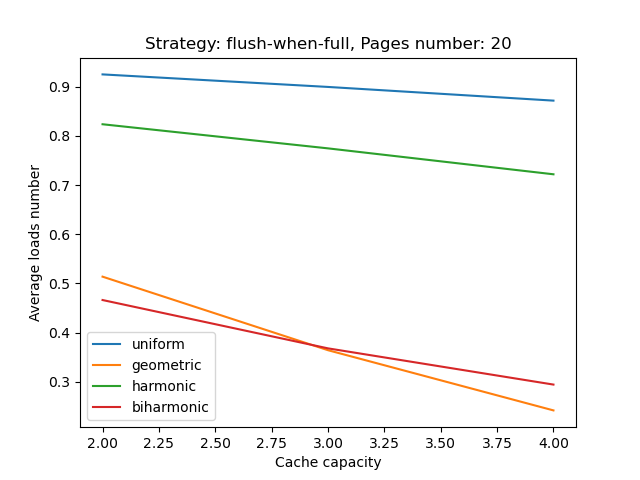 Strategy: flush-when-full, Pages number: 20
Average loads number
0.9
0.8
0.7
0.6
0.5
0.4
0.3
uniform
geometric
harmonic
biharmonic
2.00 2.25 2.50 2.75 3.00 3.25 3.50 3.75 4.00
Cache capacity